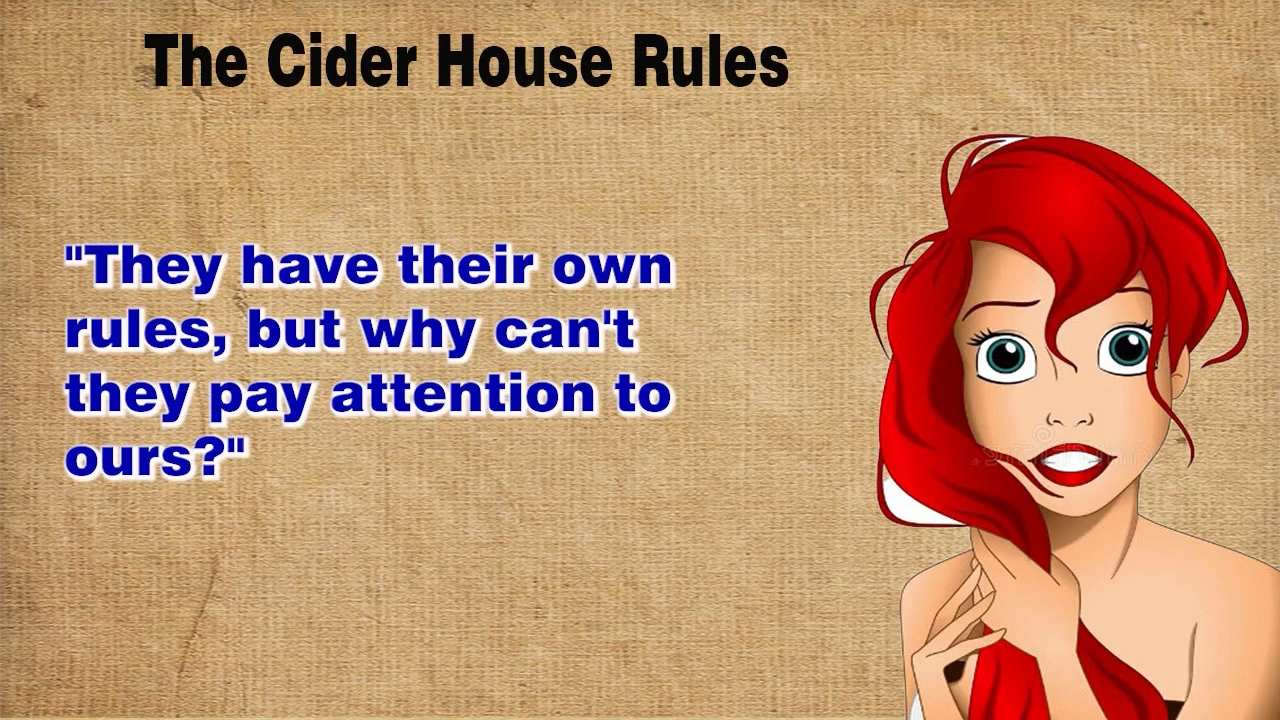 The Cider House Rules
"They have their own
rules, but why can't
they pay attention to
ours?"